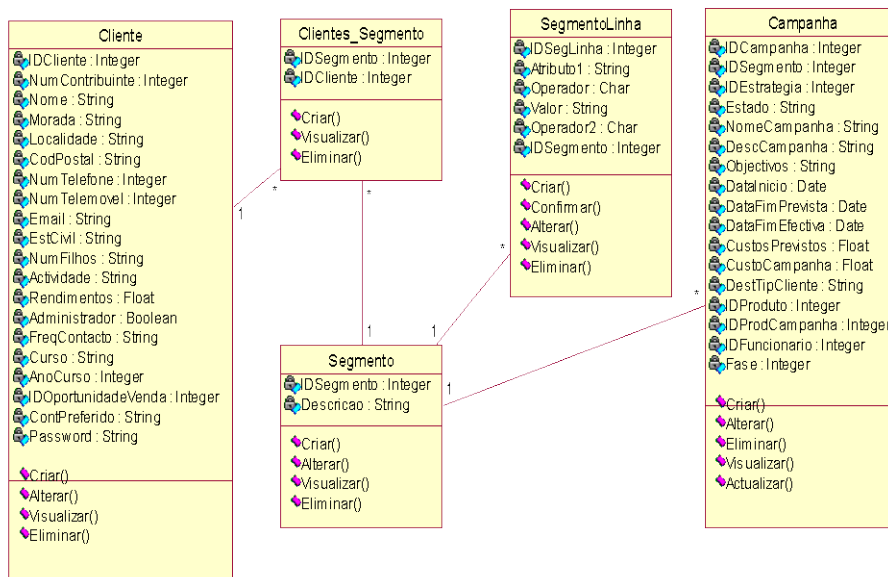 Cliente
IDCliente : Integer
NumContribuinte : Integer
Nome : String
Morada : String
Localidade : String
CodPostal : String
NumTelefone : Integer
NumTelemovel : Integer
Email : String
EstCivil : String
NumFilhos : String
Actividade : String
Rendimentos : Float
Administrador : Boolean
FreqContacto : String
Curso : String
AnoCurso : Integer
IDOportunidadeVenda : Integer
ContPreferido : String
Password : String
Criar()
Alterar()
Visualizar()
Eliminar()
Clientes_Segmento
IDSegmento : Integer
IDCliente : Integer
Criar()
Visualizar()
Eliminar()
SegmentoLinha
IDSegLinha : Integer
Atributo1 : String
Operador : Char
Valor : String
Operador2 : Char
IDSegmento : Integer
Criar()
Confirmar()
Alterar()
Visualizar()
Eliminar()
Campanha
IDCampanha : Integer
IDSegmento : Integer
IDEstrategia : Integer
Estado : String
NomeCampanha : String
DescCampanha : String
Objectivos : String
DataInicio : Date
DataFimPrevista : Date
DataFimEfectiva : Date
CustosPrevistos : Float
CustoCampanha : Float
DestTipCliente : String
IDProduto : Integer
IDProdCampanha : Integer
IDFuncionario : Integer
Fase : Integer
Criar()
Alterar()
Eliminar()
Visualizar()
Actualizar()
Segmento
IDSegmento : Integer
Descricao : String
Criar()
Alterar()
Visualizar()
Eliminar()
1
*
*
1
1
*
1
*